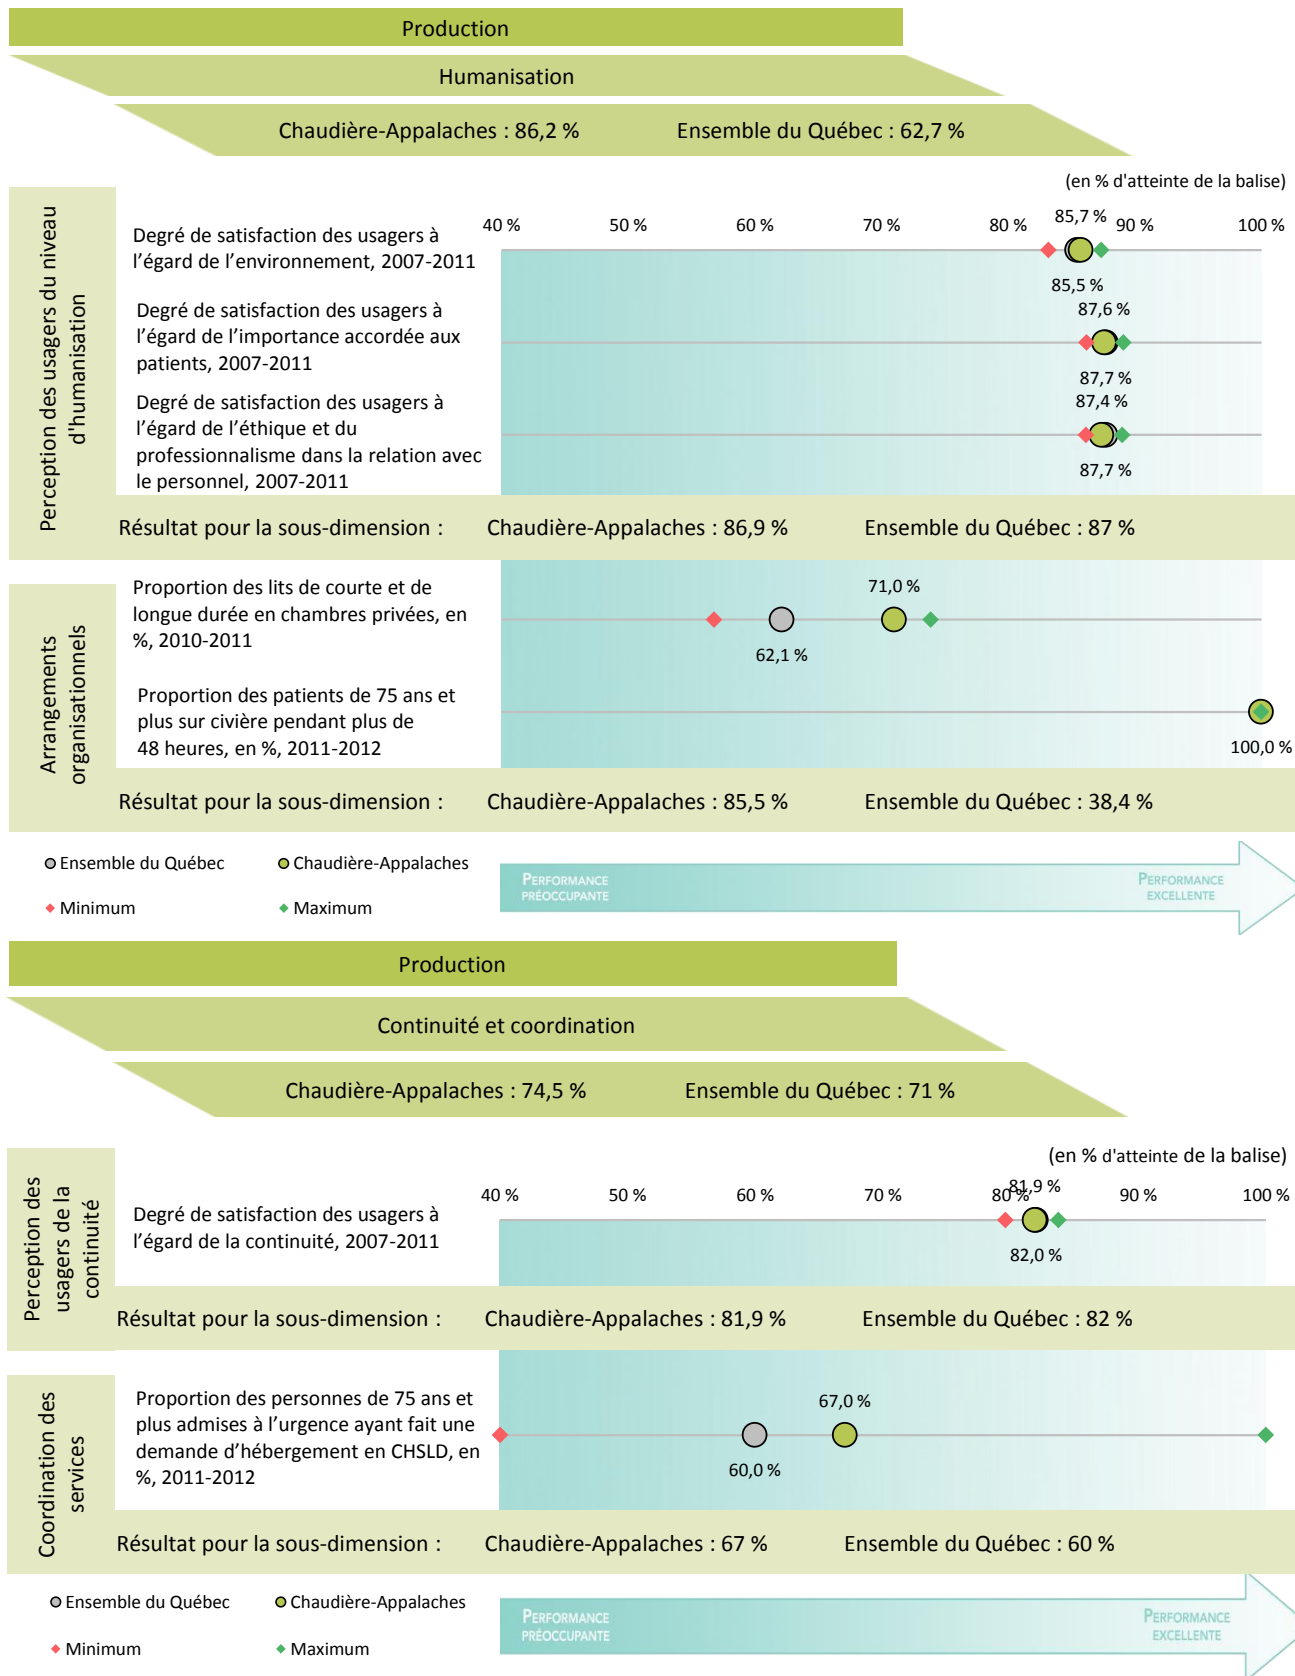 Production
Humanisation
Chaudière-Appalaches : 86,2 % Ensemble du Québec : 62,7 %
(en % d'atteinte de la balise)
Perception des usagers du niveau
d'humanisation
40 % 50 % 60 % 70 % 80 % 90 % 100 %
Degré de satisfaction des usagers à
l'égard de l'environnement, 2007-2011
85,7 %
85,5 %
Degré de satisfaction des usagers à
l'égard de l'importance accordée aux
patients, 2007-2011
87,6 %
87,7 %
Degré de satisfaction des usagers à
l'égard de l'éthique et du
professionnalisme dans la relation avec
le personnel, 2007-2011
87,4 %
87,7 %
Résultat pour la sous-dimension : Chaudière-Appalaches : 86,9 % Ensemble du Québec : 87 %
Arrangements
organisationnels
Proportion des lits de courte et de
longue durée en chambres privées, en
%, 2010-2011
71,0 %
62,1 %
Proportion des patients de 75 ans et
plus sur civière pendant plus de
48 heures, en %, 2011-2012
100,0 %
Résultat pour la sous-dimension : Chaudière-Appalaches : 85,5 % Ensemble du Québec : 38,4 %
Ensemble du Québec Chaudière-Appalaches
Minimum Maximum
PERFORMANCE
PRÉOCCUPANTE
PERFORMANCE
EXCELLENTE
Production
Continuité et coordination
Chaudière-Appalaches : 74,5 % Ensemble du Québec : 71 %
(en % d'atteinte de la balise)
Perception des
usagers de la
continuité
40 % 50 % 60 % 70 % 80 % 90 % 100 %
Degré de satisfaction des usagers à
l'égard de la continuité, 2007-2011
81,9 %
82,0 %
Résultat pour la sous-dimension : Chaudière-Appalaches : 81,9 % Ensemble du Québec : 82 %
Coordination des
services
Proportion des personnes de 75 ans et
plus admises à l'urgence ayant fait une
demande d'hébergement en CHSLD, en
%, 2011-2012
67,0 %
60,0 %
Résultat pour la sous-dimension : Chaudière-Appalaches : 67 % Ensemble du Québec : 60 %
Ensemble du Québec Chaudière-Appalaches
Minimum Maximum
PERFORMANCE
PRÉOCCUPANTE
PERFORMANCE
EXCELLENTE